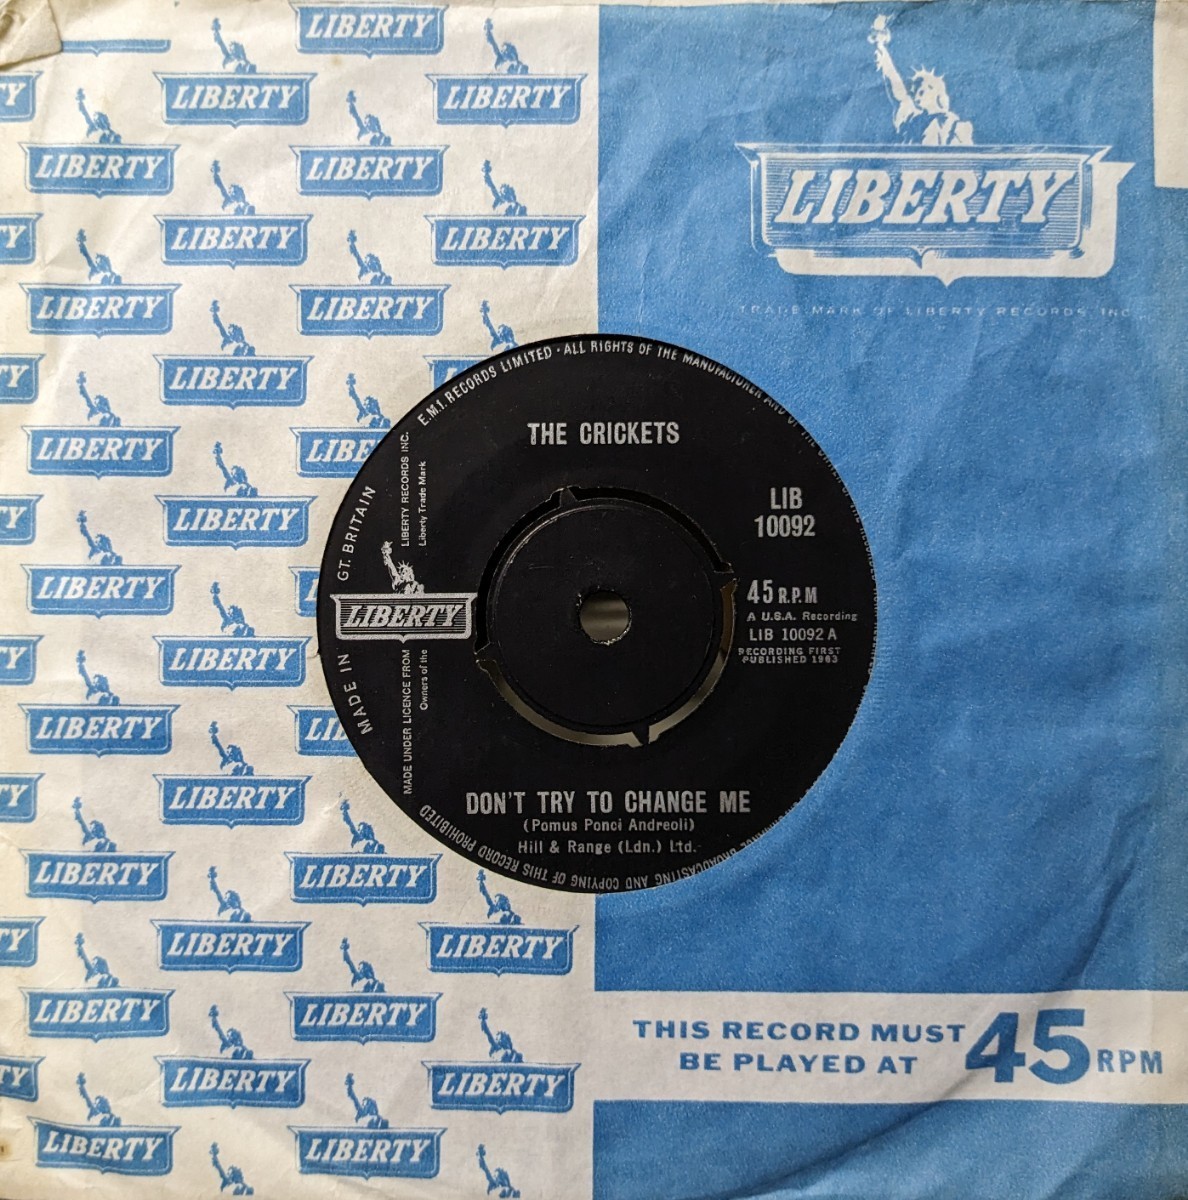 LIBERTY
TRADE MARK OF LIBERTY RECORDS, INC.
E.M.I. RECORDS LIMITED · ALL RIGHTS OF THE MANUFACTURER AND OF THE
THE CRICKETS
LIB
10092
45 R.P.M
A U.S.A. Recording
LIB 10092 A
RECORDING FIRST
PUBLISHED 1963
MADE IN GT. BRITAIN
LIBERTY
MADE UNDER LICENCE FROM LIBERTY RECORDS INC.
Owners of the Liberty Trade Mark
DON'T TRY TO CHANGE ME
(Pomus Ponci Andreoli)
Hill & Range (Ldn.) Ltd.
BROADCASTING AND COPYING OF THIS RECORD PROHIBITED
THIS RECORD MUST
BE PLAYED AT 45 RPM